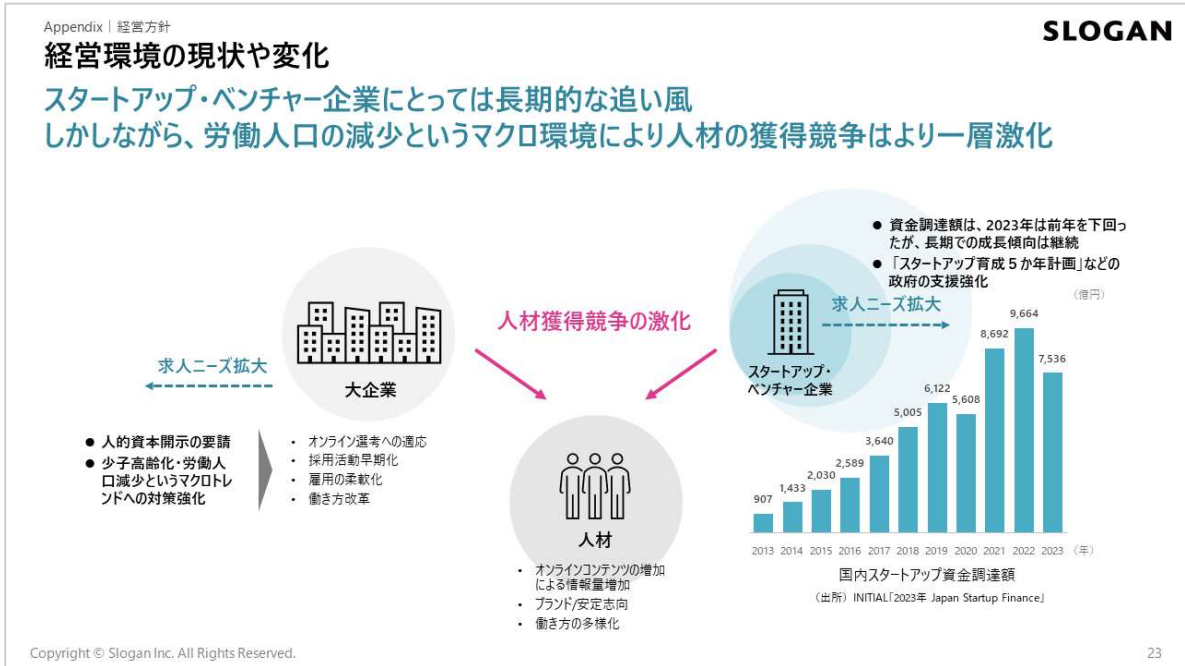 Appendix｜経営方針
SLOGAN
経営環境の現状や変化
スタートアップ・ベンチャー企業にとっては長期的な追い風
しかしながら、労働人口の減少というマクロ環境により人材の獲得競争はより一層激化
求人ニーズ拡大
大企業
● 人的資本開示の要請
● 少子高齢化・労働人
口減少というマクロトレ
ンドへの対策強化
• オンライン選考への適応
• 採用活動早期化
• 雇用の柔軟化
• 働き方改革
人材獲得競争の激化
人材
• オンラインコンテンツの増加
による情報量増加
• ブランド/安定志向
• 働き方の多様化
● 資金調達額は、2023年は前年を下回っ
たが、長期での成長傾向は継続
● 「スタートアップ育成５か年計画」などの
政府の支援強化
求人ニーズ拡大
スタートアップ・
ベンチャー企業
（億円）
907
1,433
2,030
2,589
3,640
5,005
6,122
5,608
8,692
9,664
7,536
2013 2014 2015 2016 2017 2018 2019 2020 2021 2022 2023 （年）
国内スタートアップ資金調達額
（出所）INITIAL「2023年 Japan Startup Finance」
Copyright © Slogan Inc. All Rights Reserved.
23